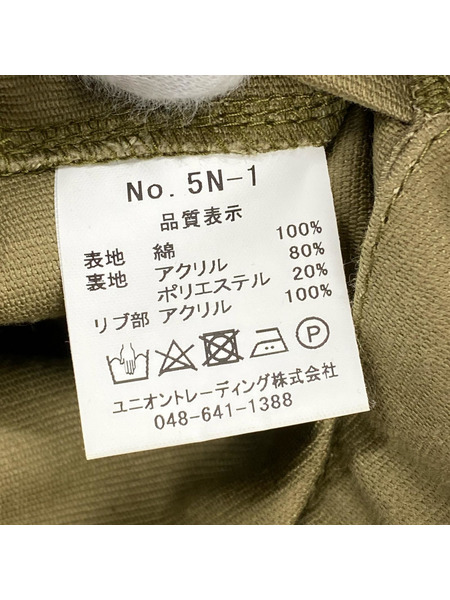 No. 5N-1
品質表示
表地 綿 100%
裏地 アクリル 80%
ポリエステル 20%
リブ部 アクリル 100%
P
ユニオントレーディング株式会社
048-641-1388